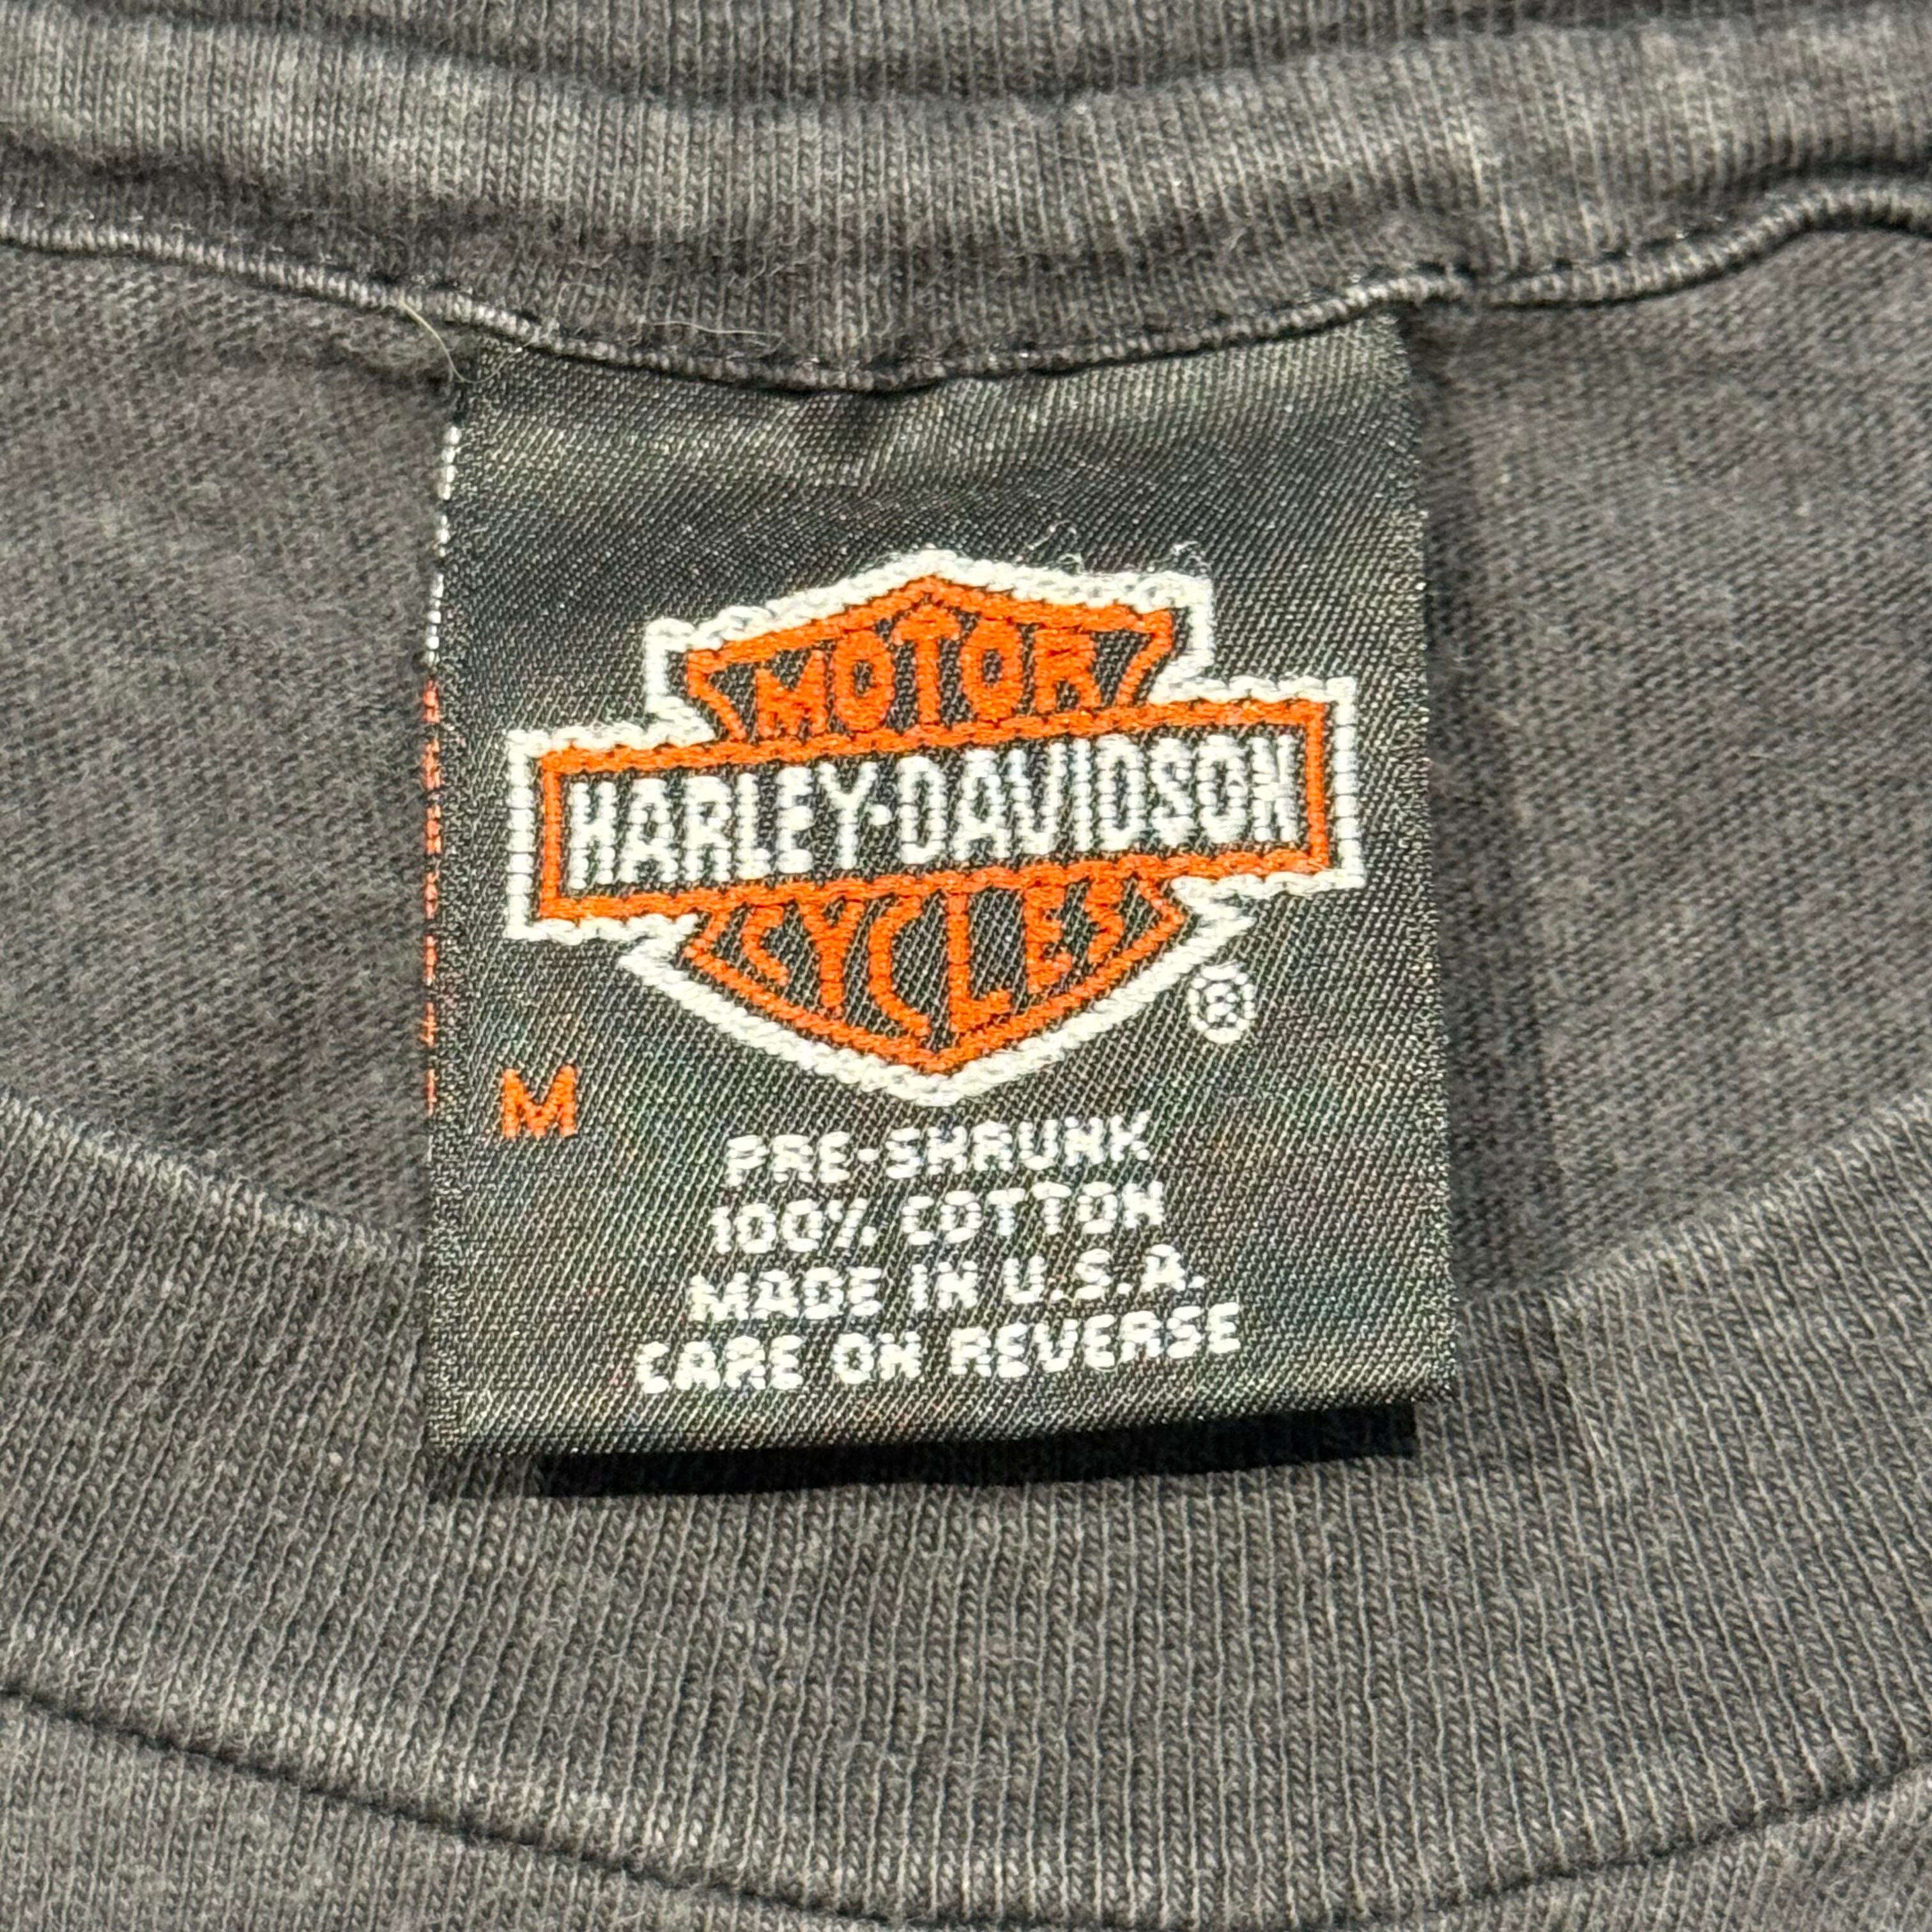 MOTOR
HARLEY-DAVIDSON
CYCLES
®
M
PRE-SHRUNK
100% COTTON
MADE IN U.S.A.
CARE ON REVERSE